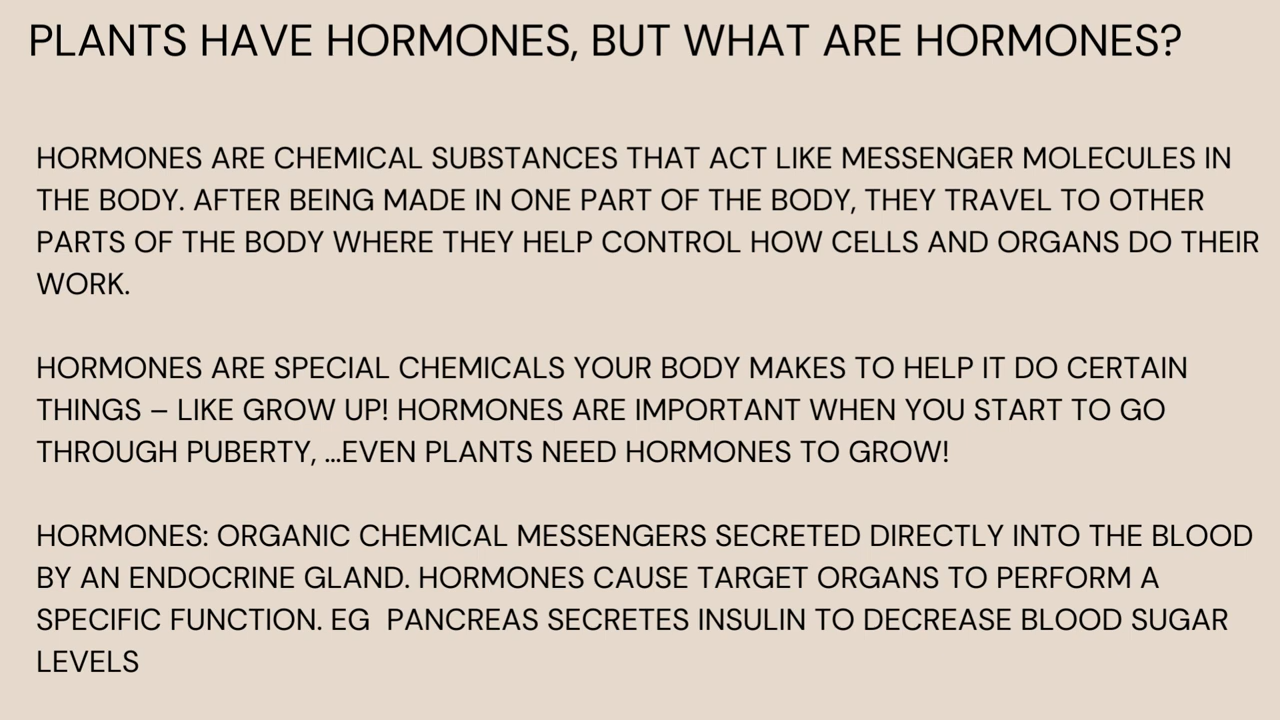 PLANTS HAVE HORMONES, BUT WHAT ARE HORMONES?
HORMONES ARE CHEMICAL SUBSTANCES THAT ACT LIKE MESSENGER MOLECULES IN
THE BODY. AFTER BEING MADE IN ONE PART OF THE BODY, THEY TRAVEL TO OTHER
PARTS OF THE BODY WHERE THEY HELP CONTROL HOW CELLS AND ORGANS DO THEIR
WORK.
HORMONES ARE SPECIAL CHEMICALS YOUR BODY MAKES TO HELP IT DO CERTAIN
THINGS – LIKE GROW UP! HORMONES ARE IMPORTANT WHEN YOU START TO GO
THROUGH PUBERTY, ...EVEN PLANTS NEED HORMONES TO GROW!
HORMONES: ORGANIC CHEMICAL MESSENGERS SECRETED DIRECTLY INTO THE BLOOD
BY AN ENDOCRINE GLAND. HORMONES CAUSE TARGET ORGANS TO PERFORM A
SPECIFIC FUNCTION. EG  PANCREAS SECRETES INSULIN TO DECREASE BLOOD SUGAR
LEVELS